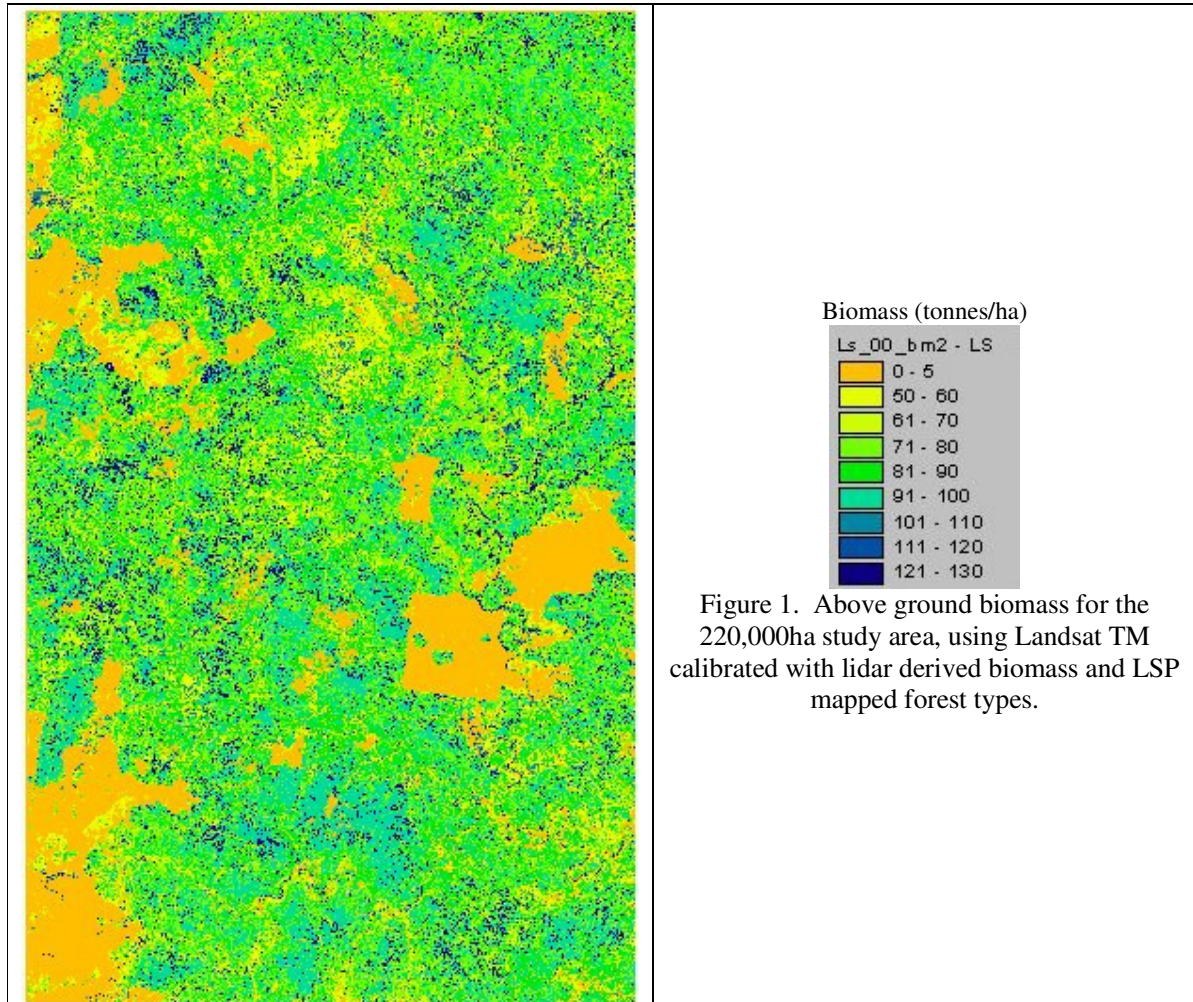 Biomass (tonnes/ha)
Ls_00_bm2 - LS
0 - 5
50 - 60
61 - 70
71 - 80
81 - 90
91 - 100
101 - 110
111 - 120
121 - 130
Figure 1.  Above ground biomass for the
220,000ha study area, using Landsat TM
calibrated with lidar derived biomass and LSP
mapped forest types.